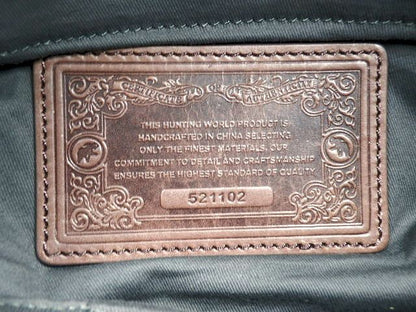 CERTIFICATE OF AUTHENTICITY
THIS HUNTING WORLD PRODUCT IS
HANDCRAFTED IN CHINA SELECTING
ONLY THE FINEST MATERIALS. OUR
COMMITMENT TO DETAIL AND CRAFTSMANSHIP
ENSURES THE HIGHEST STANDARD OF QUALITY.
521102